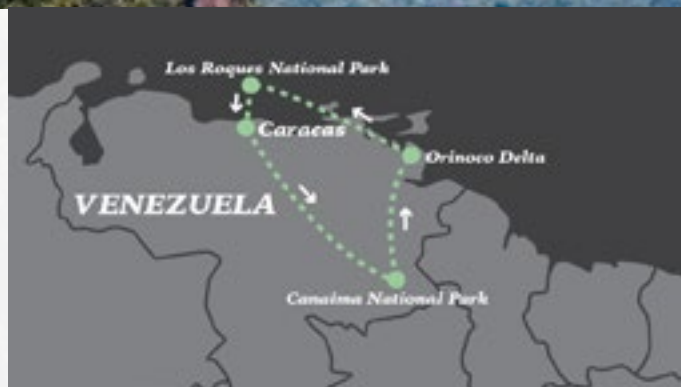 Los Roques National Park
Caracas
Orinoco Delta
VENEZUELA
Canaima National Park